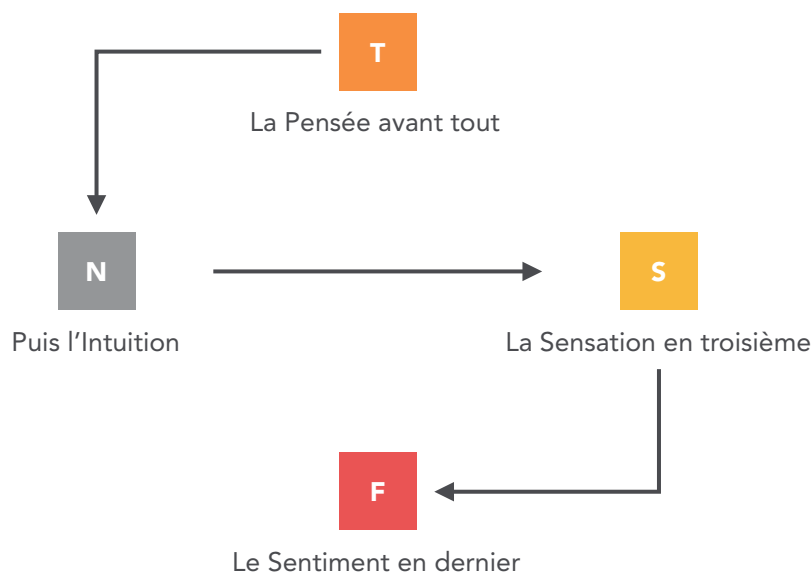 T
La Pensée avant tout
N
Puis l'Intuition
S
La Sensation en troisième
F
Le Sentiment en dernier